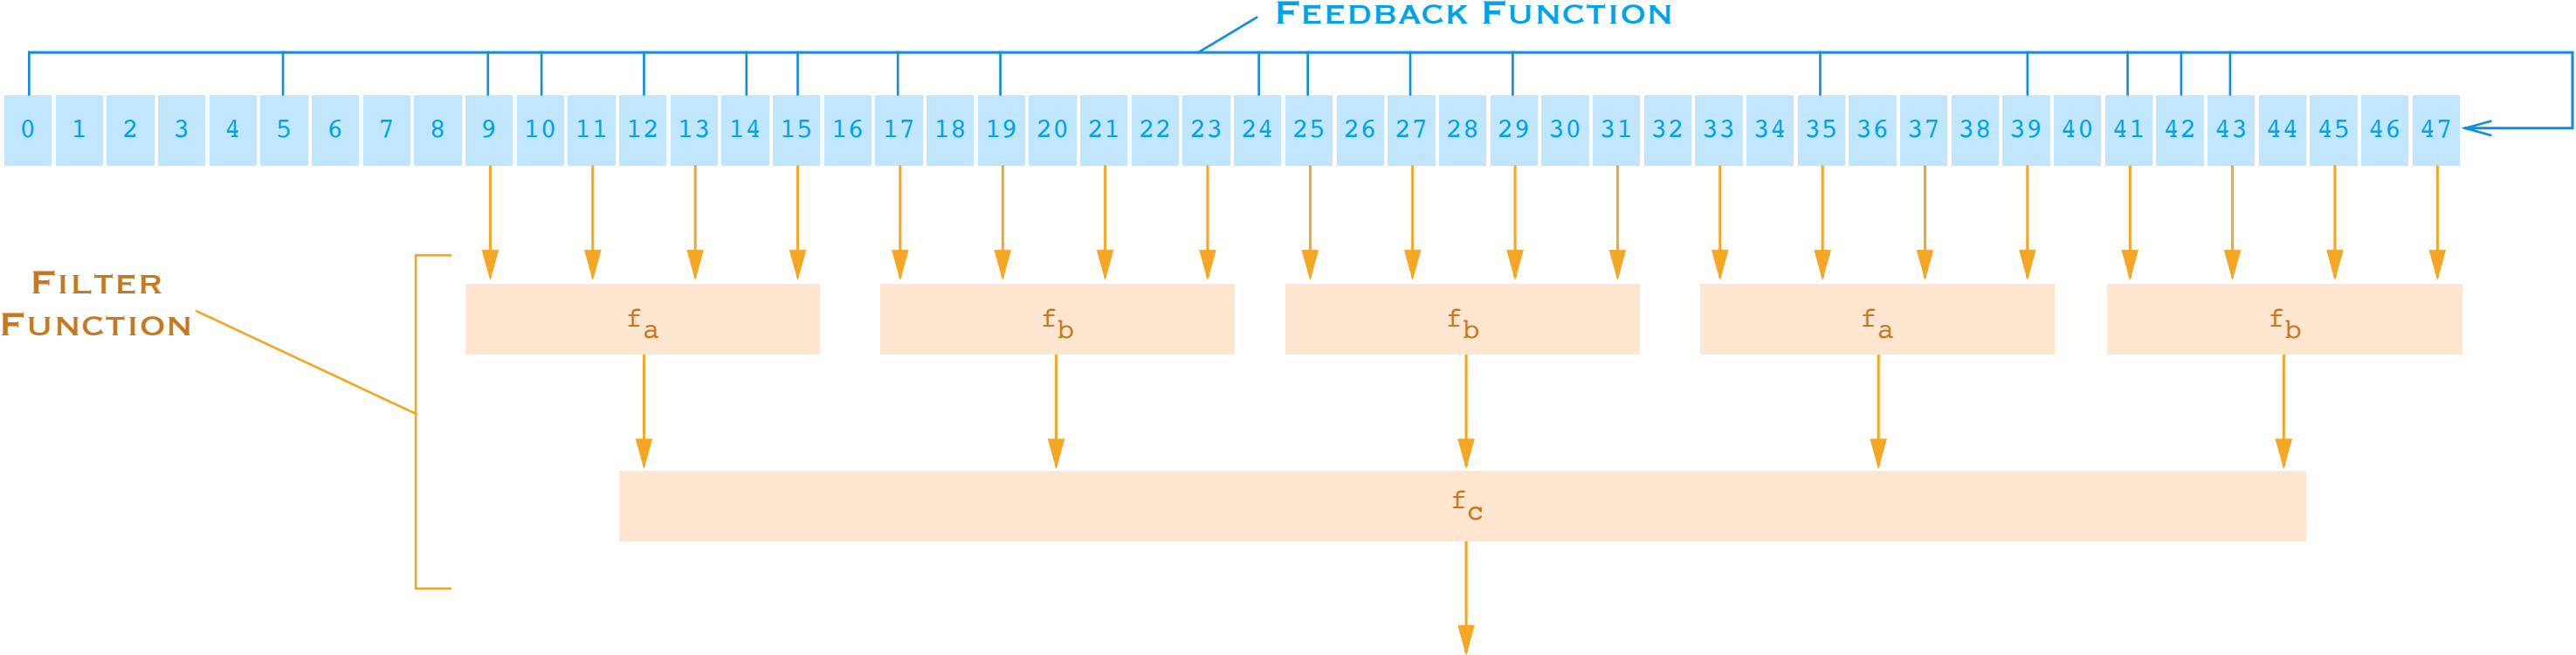 FEEDBACK FUNCTION
0 1 2 3 4 5 6 7 8 9 10 11 12 13 14 15 16 17 18 19 20 21 22 23 24 25 26 27 28 29 30 31 32 33 34 35 36 37 38 39 40 41 42 43 44 45 46 47
FILTER
FUNCTION
fa fb fb fa fb
fc